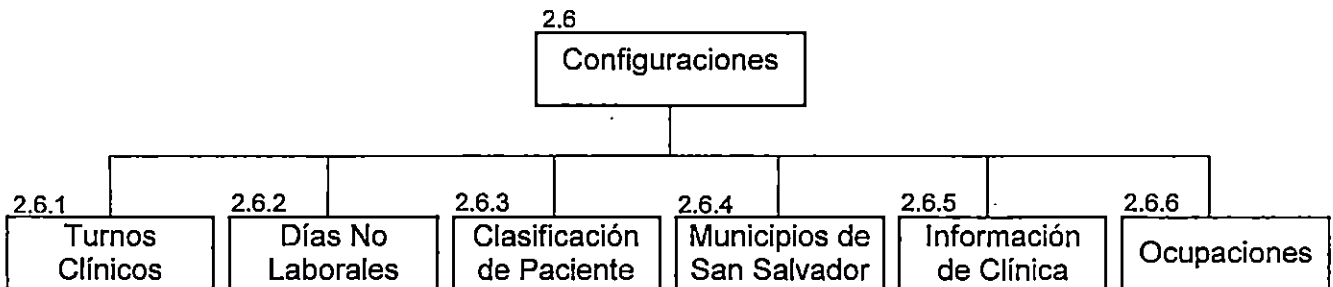 2.6
Configuraciones
2.6.1
Turnos
Clínicos
2.6.2
Días No
Laborales
2.6.3
Clasificación
de Paciente
2.6.4
Municipios de
San Salvador
2.6.5
Información
de Clínica
2.6.6
Ocupaciones